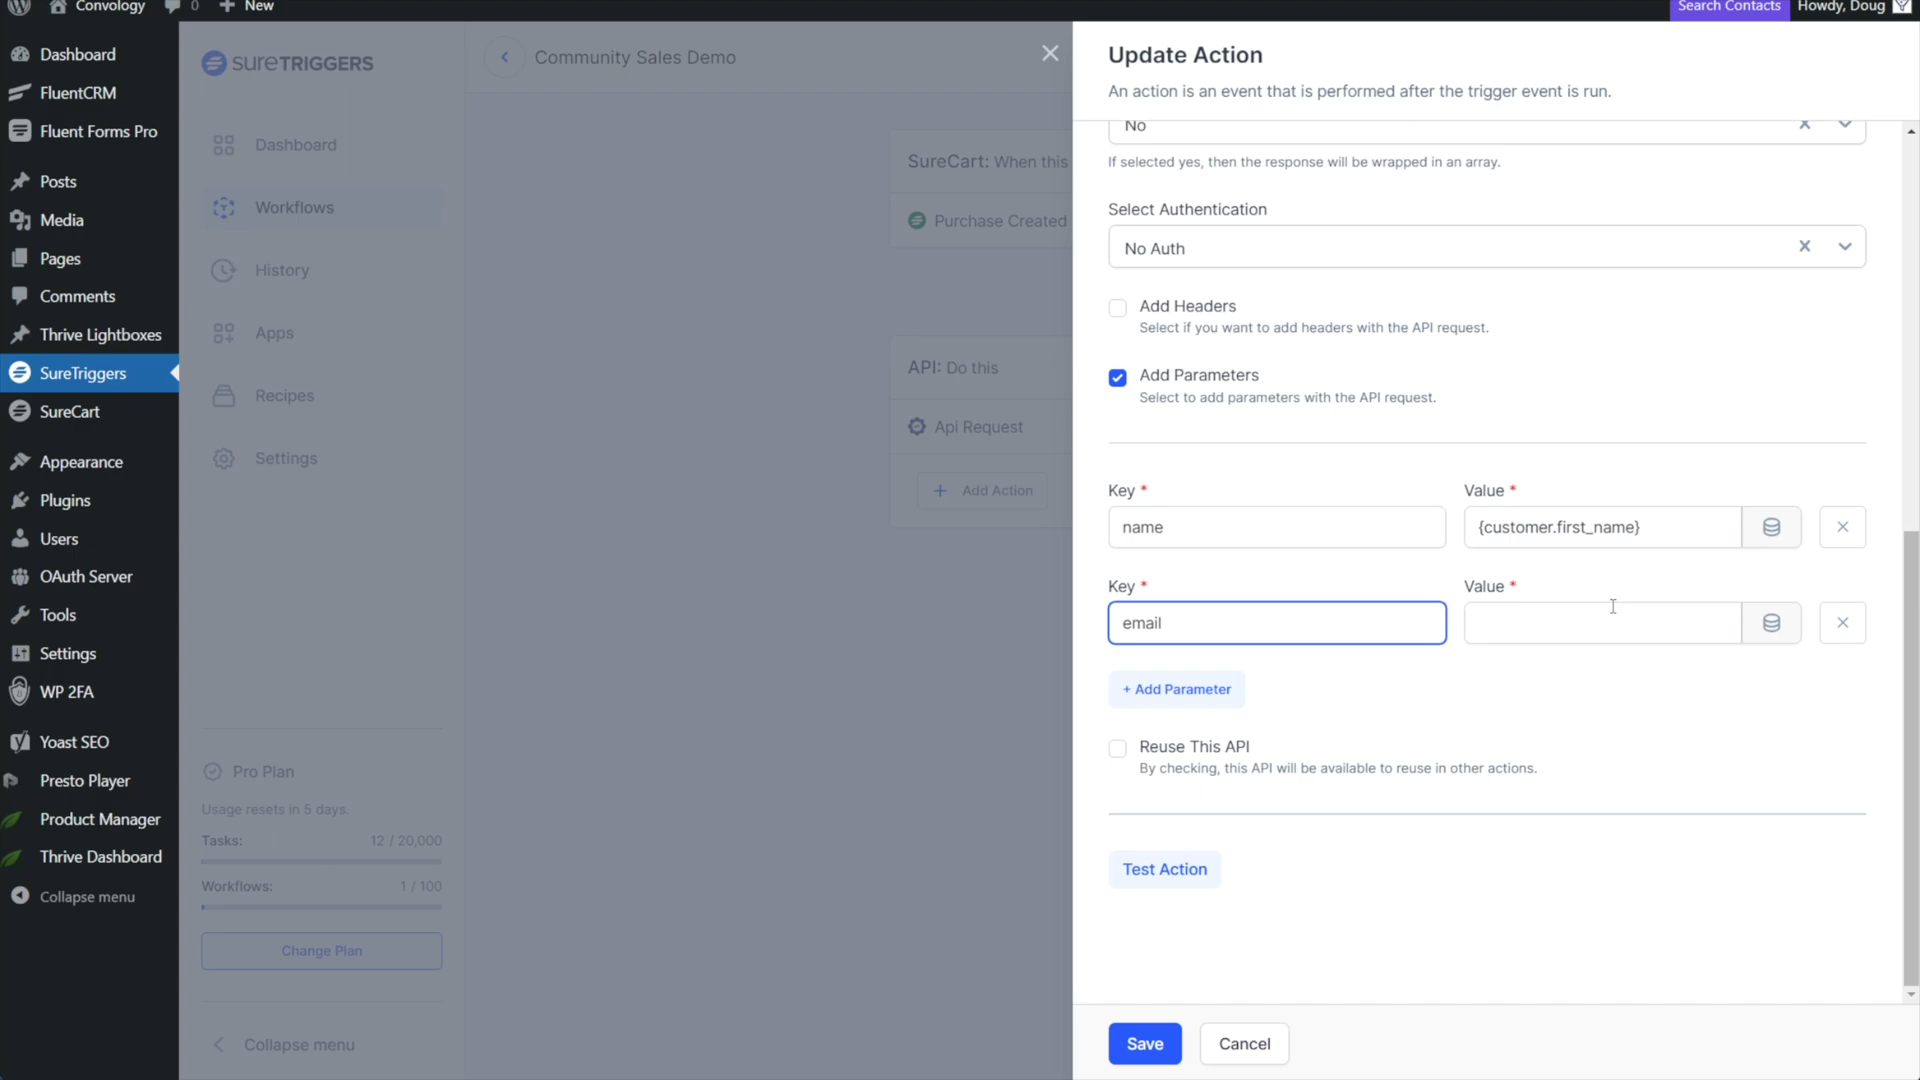 Convology
0
New
Search Contacts
Howdy, Doug
Dashboard
FluentCRM
Fluent Forms Pro
Posts
Media
Pages
Comments
Thrive Lightboxes
SureTriggers
SureCart
Appearance
Plugins
Users
OAuth Server
Tools
Settings
WP 2FA
Yoast SEO
Presto Player
Product Manager
Thrive Dashboard
Collapse menu
SURETRIGGERS
Dashboard
Workflows
History
Apps
Recipes
Settings
Pro Plan
Usage resets in 5 days.
Tasks: 12 / 20,000
Workflows: 1 / 100
Change Plan
Collapse menu
Community Sales Demo
SureCart: When this
Purchase Created
API: Do this
Api Request
+ Add Action
Update Action
An action is an event that is performed after the trigger event is run.
No
If selected yes, then the response will be wrapped in an array.
Select Authentication
No Auth
Add Headers
Select if you want to add headers with the API request.
Add Parameters
Select to add parameters with the API request.
Key * Value *
name {customer.first_name}
Key * Value *
email
+ Add Parameter
Reuse This API
By checking, this API will be available to reuse in other actions.
Test Action
Save Cancel